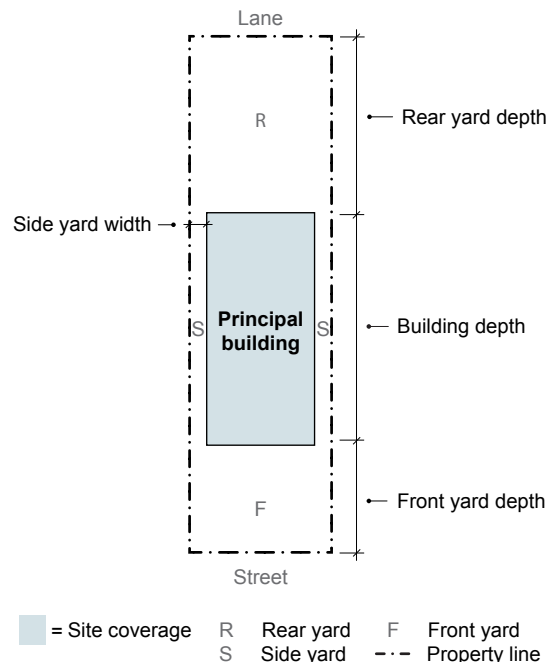 Lane
R
Rear yard depth
Side yard width
S
Principal
building
S
Building depth
F
Front yard depth
Street
= Site coverage R Rear yard F Front yard
S Side yard Property line